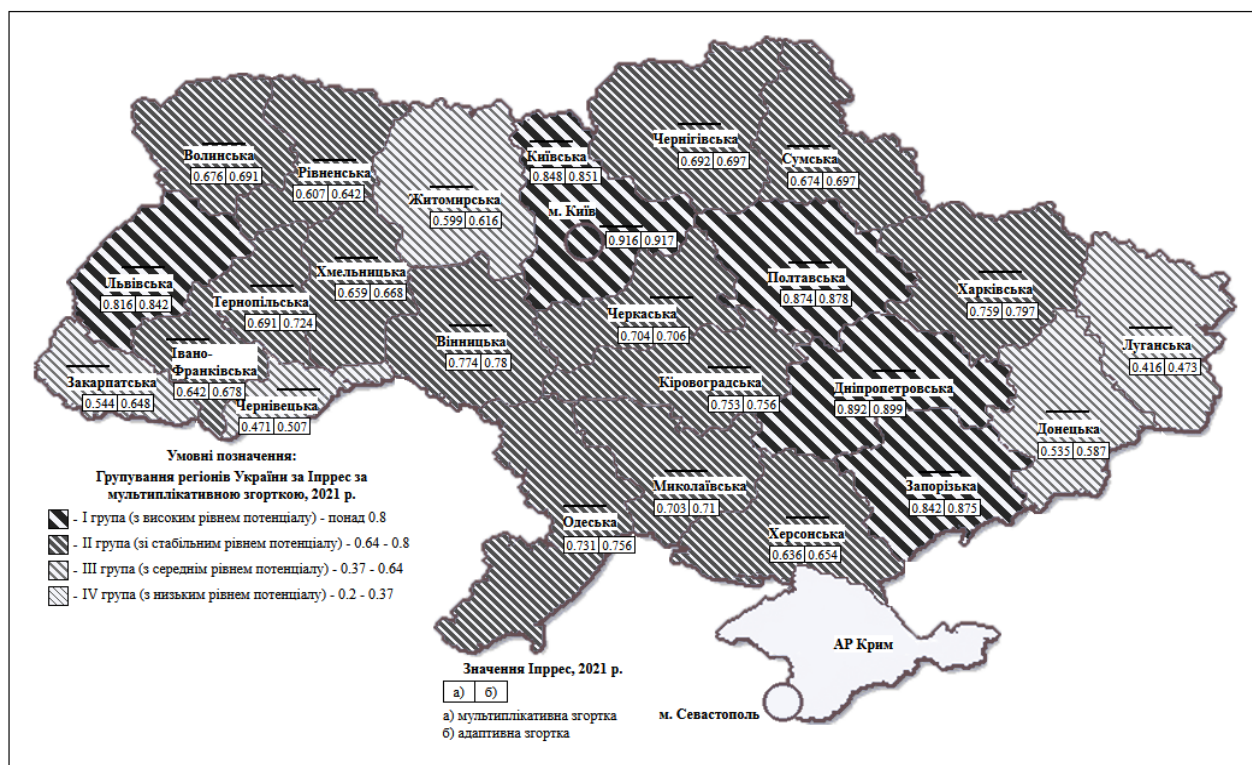 Волинська
0.676 0.691
Рівненська
0.607 0.642
Житомирська
0.599 0.616
Київська
0.848 0.851
м. Київ
0.916 0.917
Чернігівська
0.692 0.697
Сумська
0.674 0.697
Львівська
0.816 0.842
Тернопільська
0.691 0.724
Хмельницька
0.659 0.668
Вінницька
0.774 0.78
Черкаська
0.704 0.706
Полтавська
0.874 0.878
Харківська
0.759 0.797
Луганська
0.416 0.473
Закарпатська
0.544 0.648
Івано-
Франківська
0.642 0.678
Чернівецька
0.471 0.507
Кіровоградська
0.753 0.756
Дніпропетровська
0.892 0.899
Донецька
0.535 0.587
Миколаївська
0.703 0.71
Запорізька
0.842 0.875
Одеська
0.731 0.756
Херсонська
0.636 0.654
АР Крим
м. Севастополь
Умовні позначення:
Групування регіонів України за Іпррес за
мультиплікативною згорткою, 2021 р.
- I група (з високим рівнем потенціалу) - понад 0.8
- II група (зі стабільним рівнем потенціалу) - 0.64 - 0.8
- III група (з середнім рівнем потенціалу) - 0.37 - 0.64
- IV група (з низьким рівнем потенціалу) - 0.2 - 0.37
Значення Іпррес, 2021 р.
а) б)
а) мультиплікативна згортка
б) адаптивна згортка